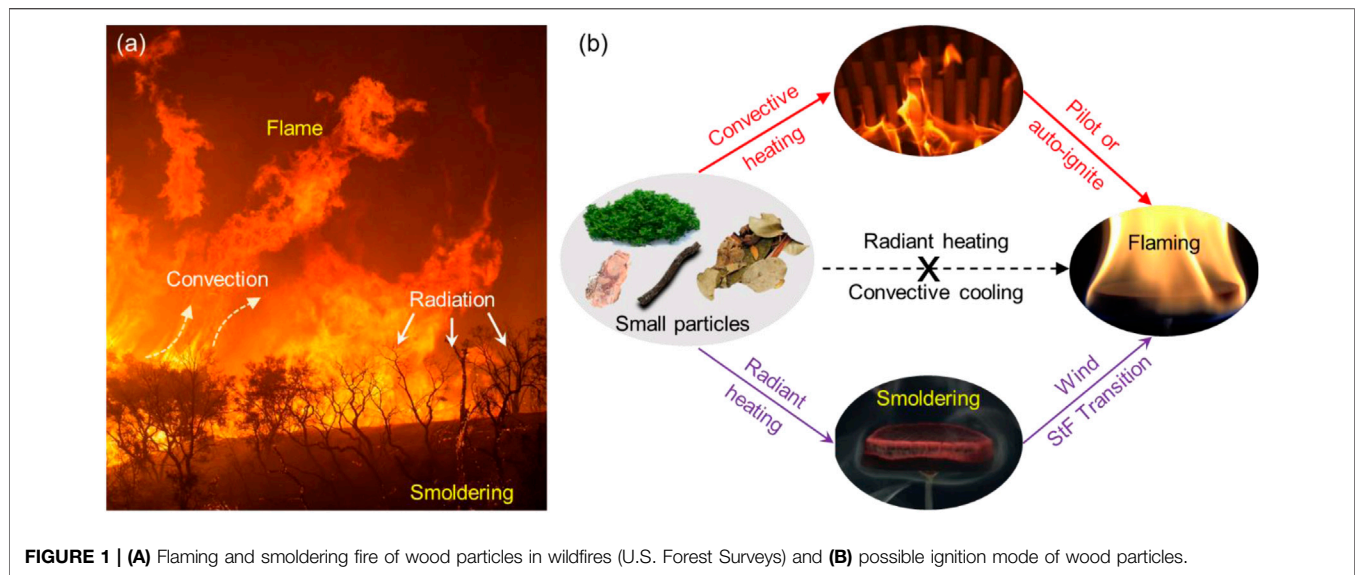 (a)
Flame
Convection
Radiation
Smoldering
(b)
Convective
heating
Pilot or
auto-ignite
Small particles
Radiant heating
X
Convective cooling
Flaming
Radiant
heating
Smoldering
Wind
StF Transition
FIGURE 1 | (A) Flaming and smoldering fire of wood particles in wildfires (U.S. Forest Surveys) and (B) possible ignition mode of wood particles.